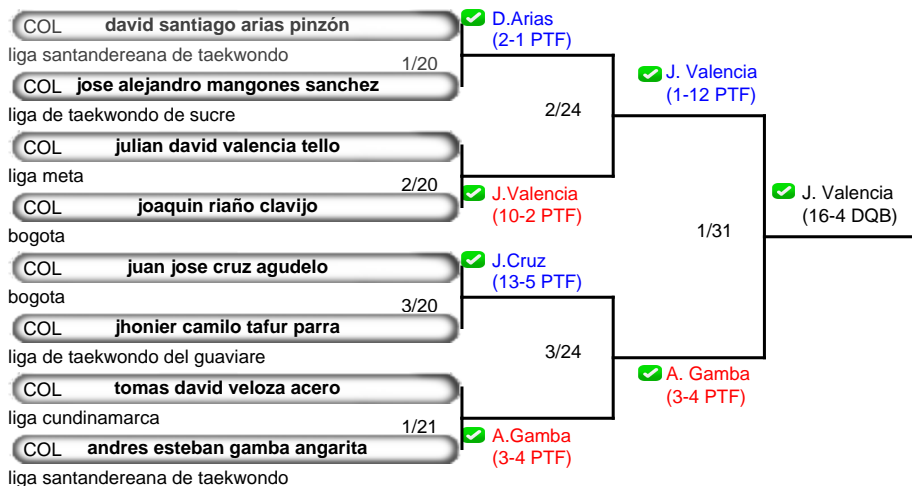 COL david santiago arias pinzón
liga santandereana de taekwondo
1/20
COL jose alejandro mangones sanchez
liga de taekwondo de sucre
COL julian david valencia tello
liga meta
2/20
COL joaquin riaño clavijo
bogota
COL juan jose cruz agudelo
bogota
3/20
COL jhonier camilo tafur parra
liga de taekwondo del guaviare
COL tomas david veloza acero
liga cundinamarca
1/21
COL andres esteban gamba angarita
liga santandereana de taekwondo
D.Arias
(2-1 PTF)
2/24
J.Valencia
(10-2 PTF)
J.Cruz
(13-5 PTF)
3/24
A.Gamba
(3-4 PTF)
J. Valencia
(1-12 PTF)
1/31
A. Gamba
(3-4 PTF)
J. Valencia
(16-4 DQB)